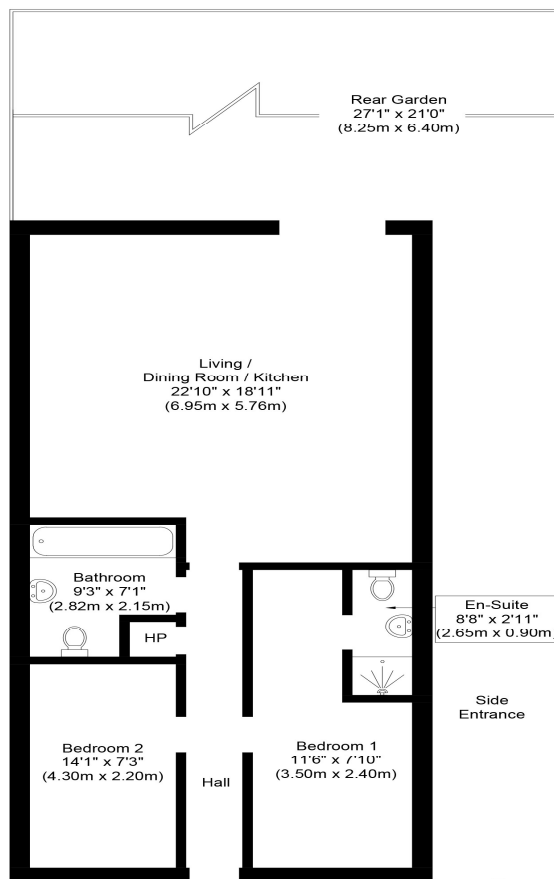 Rear Garden
27'1" x 21'0"
(8.25m x 6.40m)
Living /
Dining Room / Kitchen
22'10" x 18'11"
(6.95m x 5.76m)
Bathroom
9'3" x 7'1"
(2.82m x 2.15m)
HP
En-Suite
8'8" x 2'11"
(2.65m x 0.90m)
Side
Entrance
Bedroom 2
14'1" x 7'3"
(4.30m x 2.20m)
Hall
Bedroom 1
11'6" x 7'10"
(3.50m x 2.40m)